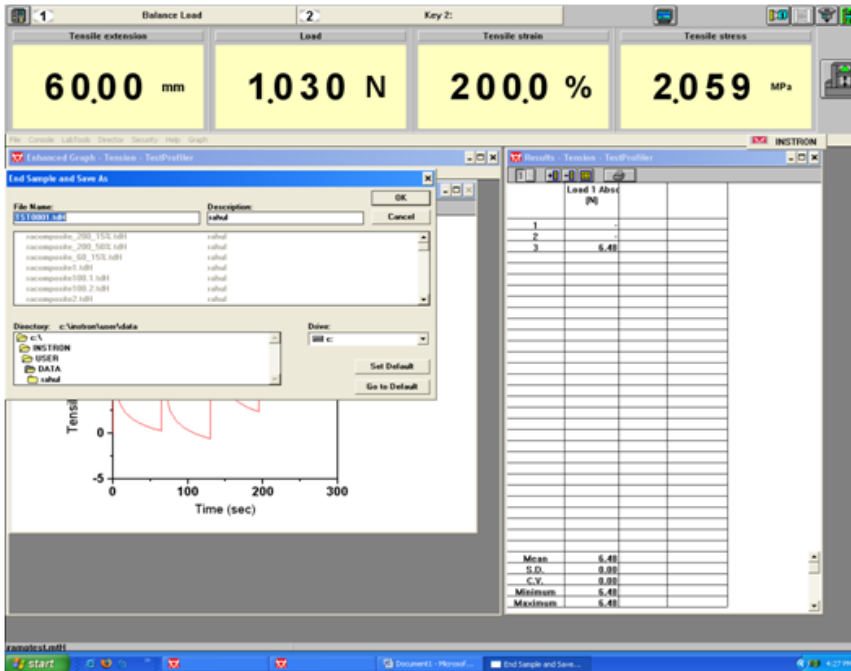 1 Balance Load 2 Key 2:
Tensile extension Load Tensile strain Tensile stress
60.00 mm 1.030 N 200.0 % 2.059 MPa
File Console LabTools Director Security Help Graph
INSTRON
Enhanced Graph - Tension - TestProfiler
End Sample and Save As
File Name: Description:
TST0001.tdH rahul
OK
Cancel
racomposite_200_15%.tdH rahul
racomposite_200_50%.tdH rahul
racomposite_60_15%.tdH rahul
racomposite1.tdH rahul
racomposite100.1.tdH rahul
racomposite100.2.tdH rahul
racomposite2.tdH rahul
Directory: c:\instron\user\data
c:\
INSTRON
USER
DATA
rahul
Drive:
c:
Set Default
Go to Default
Tensil
0
-5
0 100 200 300
Time (sec)
Results - Tension - TestProfiler
Load 1 Abso
(N)
1 -
2 -
3 6.48
Mean 6.48
S.D. 0.00
C.V. 0.00
Minimum 6.48
Maximum 6.48
ramptest.mtH
start
Document1 - Microsof...
End Sample and Save...
4:27 PM